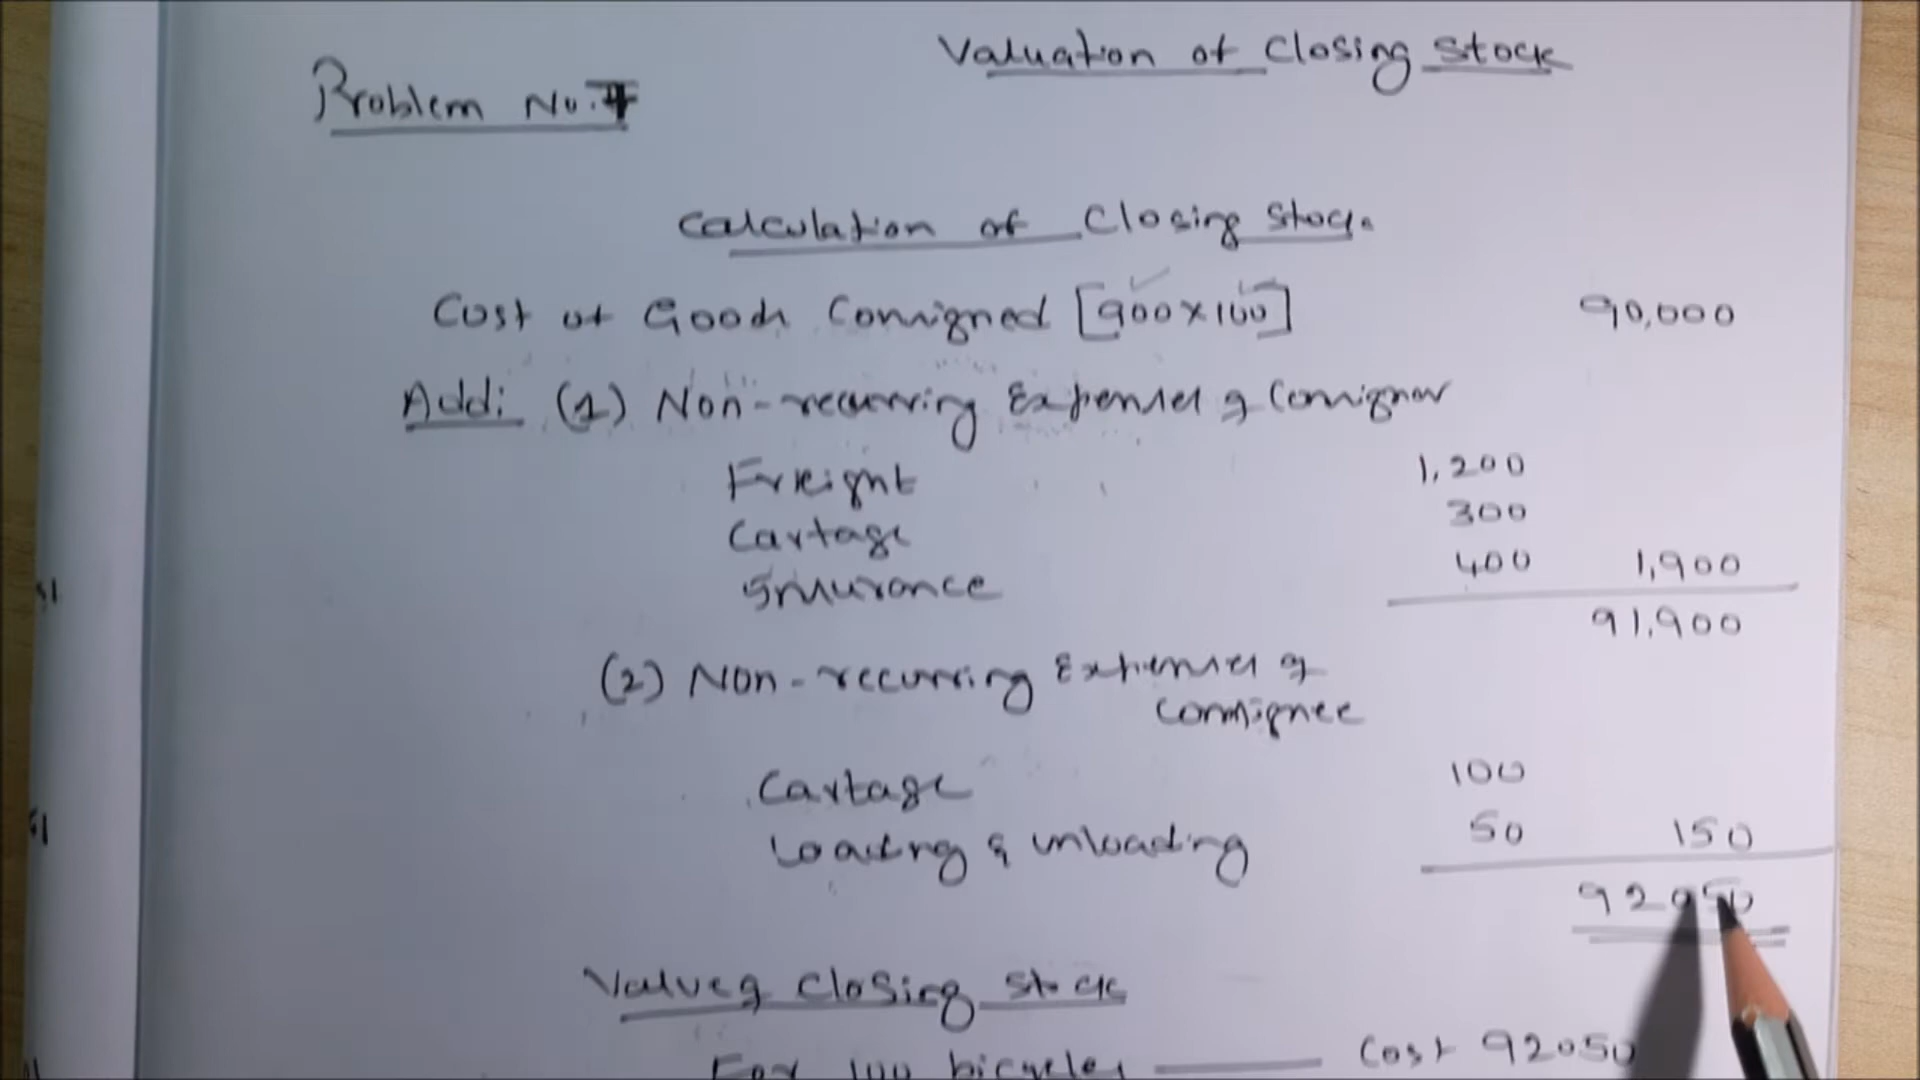 Valuation of Closing Stock
Problem No. 7
Calculation of Closing Stock.
Cost of Goods Consigned [900x100] 90,000
Add: (1) Non-recurring Expenses of Consignor
Freight 1,200
Cartage 300
Insurance 400 1,900
91,900
(2) Non-recurring Expenses of
consignee
Cartage 100
Loading & unloading 50 150
92050
Value of Closing stock
For 100 bicycles — Cost 92050